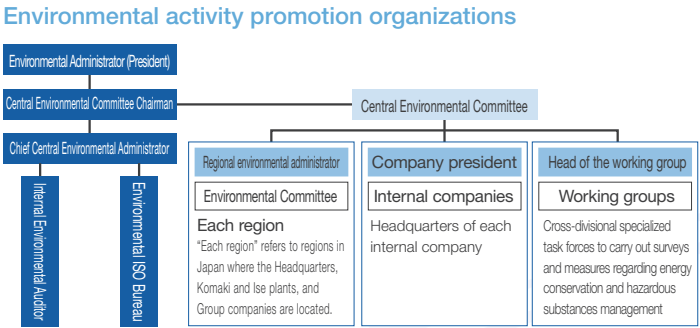 Environmental activity promotion organizations
Environmental Administrator (President)
Central Environmental Committee Chairman
Central Environmental Committee
Chief Central Environmental Administrator
Internal Environmental Auditor
Environmental ISO Bureau
Regional environmental administrator
Environmental Committee
Each region
"Each region" refers to regions in
Japan where the Headquarters,
Komaki and Ise plants, and
Group companies are located.
Company president
Internal companies
Headquarters of each
internal company
Head of the working group
Working groups
Cross-divisional specialized
task forces to carry out surveys
and measures regarding energy
conservation and hazardous
substances management